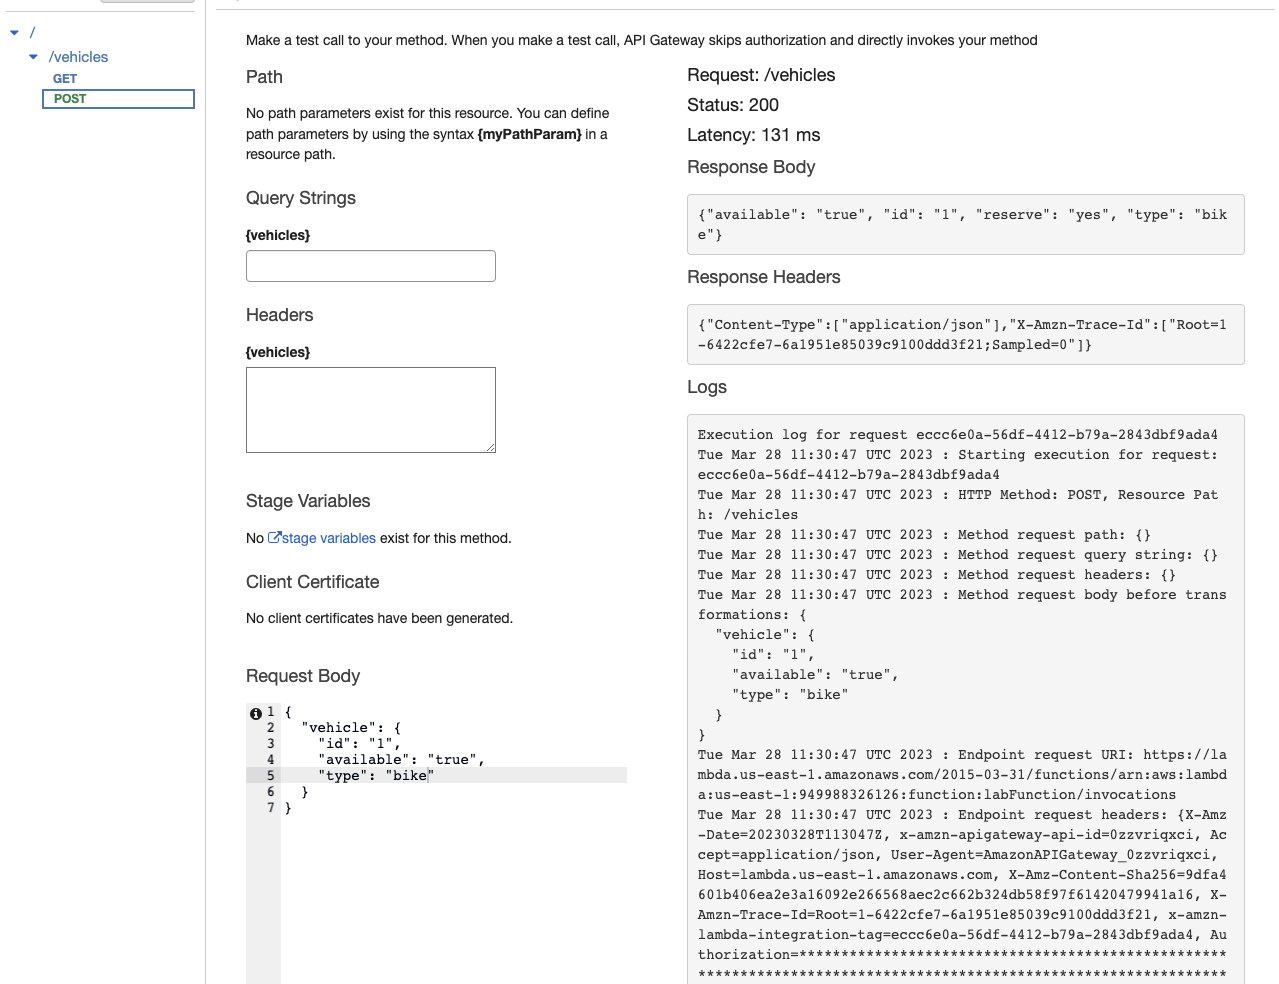 /
/vehicles
GET
POST
Make a test call to your method. When you make a test call, API Gateway skips authorization and directly invokes your method
Path
No path parameters exist for this resource. You can define
path parameters by using the syntax {myPathParam} in a
resource path.
Query Strings
{vehicles}
Headers
{vehicles}
Stage Variables
No stage variables exist for this method.
Client Certificate
No client certificates have been generated.
Request Body
1 {
2   "vehicle": {
3     "id": "1",
4     "available": "true",
5     "type": "bike"
6   }
7 }
Request: /vehicles
Status: 200
Latency: 131 ms
Response Body
{"available": "true", "id": "1", "reserve": "yes", "type": "bik
e"}
Response Headers
{"Content-Type":["application/json"],"X-Amzn-Trace-Id":["Root=1
-6422cfe7-6a1951e85039c9100ddd3f21;Sampled=0"]}
Logs
Execution log for request eccc6e0a-56df-4412-b79a-2843dbf9ada4
Tue Mar 28 11:30:47 UTC 2023 : Starting execution for request:
eccc6e0a-56df-4412-b79a-2843dbf9ada4
Tue Mar 28 11:30:47 UTC 2023 : HTTP Method: POST, Resource Pat
h: /vehicles
Tue Mar 28 11:30:47 UTC 2023 : Method request path: {}
Tue Mar 28 11:30:47 UTC 2023 : Method request query string: {}
Tue Mar 28 11:30:47 UTC 2023 : Method request headers: {}
Tue Mar 28 11:30:47 UTC 2023 : Method request body before trans
formations: {
  "vehicle": {
    "id": "1",
    "available": "true",
    "type": "bike"
  }
}
Tue Mar 28 11:30:47 UTC 2023 : Endpoint request URI: https://la
mbda.us-east-1.amazonaws.com/2015-03-31/functions/arn:aws:lambd
a:us-east-1:949988326126:function:labFunction/invocations
Tue Mar 28 11:30:47 UTC 2023 : Endpoint request headers: {X-Amz
-Date=20230328T113047Z, x-amzn-apigateway-api-id=0zzvriqxci, Ac
cept=application/json, User-Agent=AmazonAPIGateway_0zzvriqxci,
Host=lambda.us-east-1.amazonaws.com, X-Amz-Content-Sha256=9dfa4
601b406ea2e3a16092e266568aec2c662b324db58f97f61420479941a16, X-
Amzn-Trace-Id=Root=1-6422cfe7-6a1951e85039c9100ddd3f21, x-amzn-
lambda-integration-tag=eccc6e0a-56df-4412-b79a-2843dbf9ada4, Au
thorization=***************************************************
***************************************************************